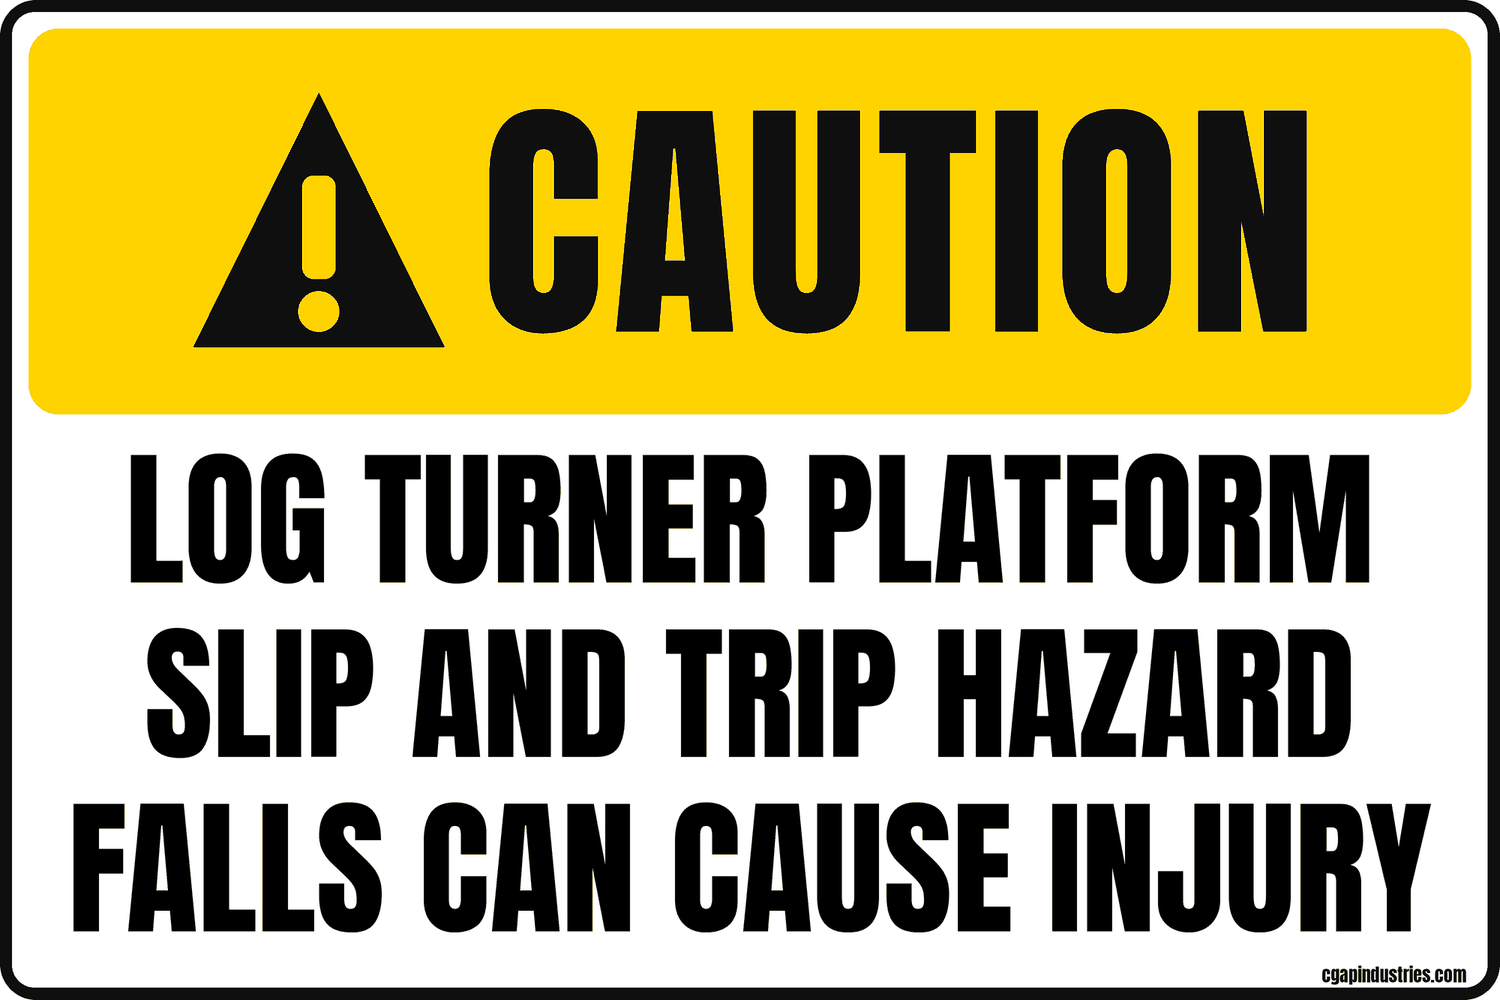 CAUTION
LOG TURNER PLATFORM
SLIP AND TRIP HAZARD
FALLS CAN CAUSE INJURY
cgapindustries.com